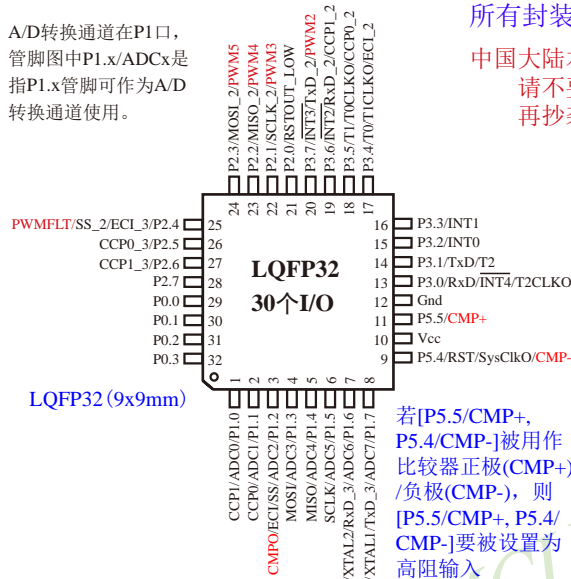 A/D转换通道在P1口，
管脚图中P1.x/ADCx是
指P1.x管脚可作为A/D
转换通道使用。
所有封装
中国大陆本
请不要
再抄
P2.3/MOSI_2/PWM5
P2.2/MISO_2/PWM4
P2.1/SCLK_2/PWM3
P2.0/RSTOUT_LOW
P3.7/INT3/TxD_2/PWM2
P3.6/INT2/RxD_2/CCP1_2
P3.5/T1/T0CLKO/CCP0_2
P3.4/T0/T1CLKO/ECI_2
24 23 22 21 20 19 18 17
PWMFLT/SS_2/ECI_3/P2.4 25
CCP0_3/P2.5 26
CCP1_3/P2.6 27
P2.7 28
P0.0 29
P0.1 30
P0.2 31
P0.3 32
LQFP32
30个I/O
16 P3.3/INT1
15 P3.2/INT0
14 P3.1/TxD/T2
13 P3.0/RxD/INT4/T2CLKO
12 Gnd
11 P5.5/CMP+
10 Vcc
9 P5.4/RST/SysClkO/CMP-
1 2 3 4 5 6 7 8
CCP1/ADC0/P1.0
CCP0/ADC1/P1.1
CMPO/ECI/SS/ADC2/P1.2
MOSI/ADC3/P1.3
MISO/ADC4/P1.4
SCLK/ADC5/P1.5
/XTAL2/RxD_3/ADC6/P1.6
/XTAL1/TxD_3/ADC7/P1.7
LQFP32(9x9mm)
若[P5.5/CMP+,
P5.4/CMP-]被用作
比较器正极(CMP+)
/负极(CMP-)，则
[P5.5/CMP+, P5.4/
CMP-]要被设置为
高阻输入